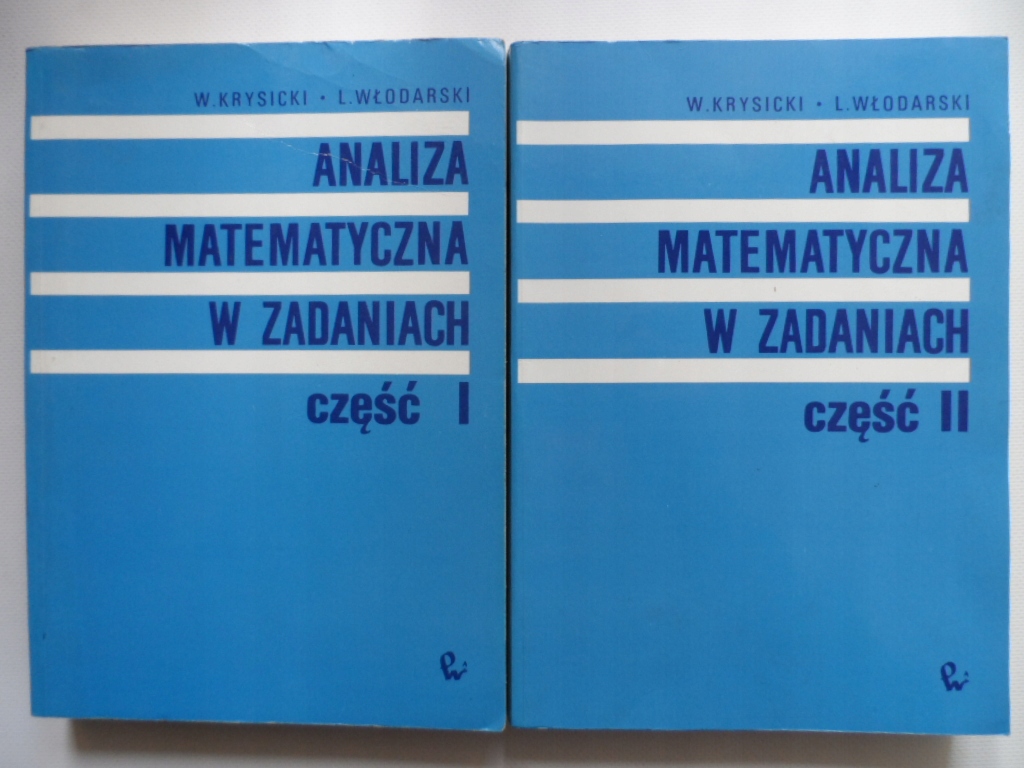 W. KRYSICKI • L. WŁODARSKI
ANALIZA
MATEMATYCZNA
W ZADANIACH
część I
W. KRYSICKI • L. WŁODARSKI
ANALIZA
MATEMATYCZNA
W ZADANIACH
część II